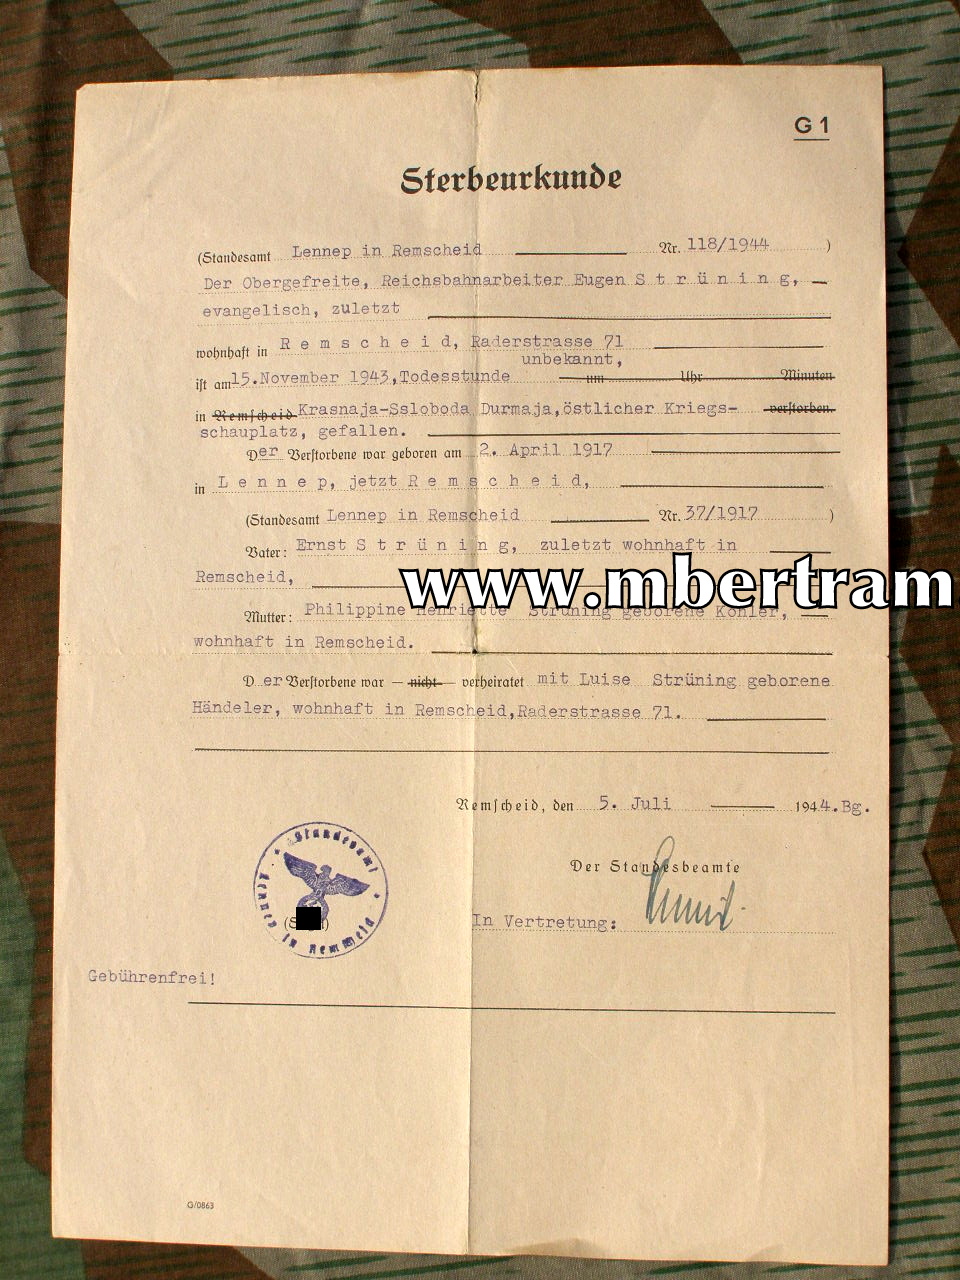 G 1
Sterbeurkunde
(Standesamt Lennep in Remscheid Nr. 118/1944 )
Der Obergefreite, Reichsbahnarbeiter Eugen S t r ü n i n g,
evangelisch, zuletzt
wohnhaft in R e m s c h e i d, Raderstrasse 71
unbekannt,
ist am 15.November 1943,Todesstunde um Uhr Minuten
in Remscheid Krasnaja-Ssloboda Durmaja,östlicher Kriegs- verstorben.
schauplatz, gefallen.
Der Verstorbene war geboren am 2. April 1917
in L e n n e p, jetzt R e m s c h e i d,
(Standesamt Lennep in Remscheid Nr. 37/1917 )
Vater: Ernst S t r ü n i n g, zuletzt wohnhaft in
Remscheid,
www.mbertram
Mutter: Philippine Henriette Strüning geborene Köhler,
wohnhaft in Remscheid.
Der Verstorbene war — nicht — verheiratet mit Luise Strüning geborene
Händeler, wohnhaft in Remscheid,Raderstrasse 71.
Remscheid, den 5. Juli 1944.Bg.
Der Standesbeamte
Standesamt
Lennep in Remscheid
In Vertretung:
Gebührenfrei!
G/0863